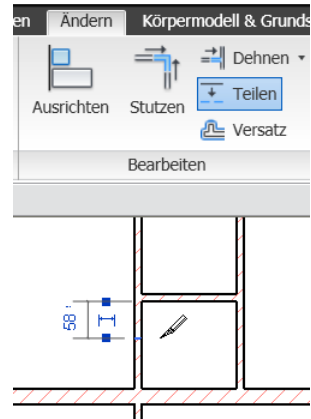 en Ändern Körpermodell & Grunds
Ausrichten
Stutzen
Dehnen
Teilen
Versatz
Bearbeiten
58